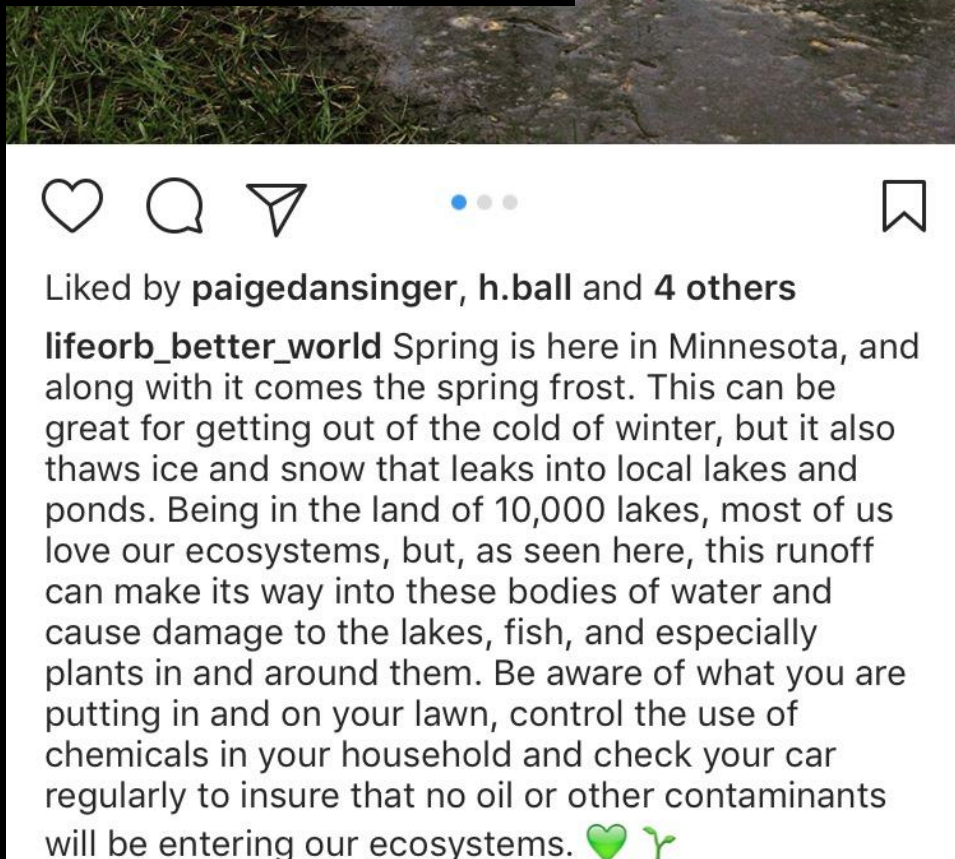 Liked by paigedansinger, h.ball and 4 others
lifeorb_better_world Spring is here in Minnesota, and
along with it comes the spring frost. This can be
great for getting out of the cold of winter, but it also
thaws ice and snow that leaks into local lakes and
ponds. Being in the land of 10,000 lakes, most of us
love our ecosystems, but, as seen here, this runoff
can make its way into these bodies of water and
cause damage to the lakes, fish, and especially
plants in and around them. Be aware of what you are
putting in and on your lawn, control the use of
chemicals in your household and check your car
regularly to insure that no oil or other contaminants
will be entering our ecosystems. 💚 🌱